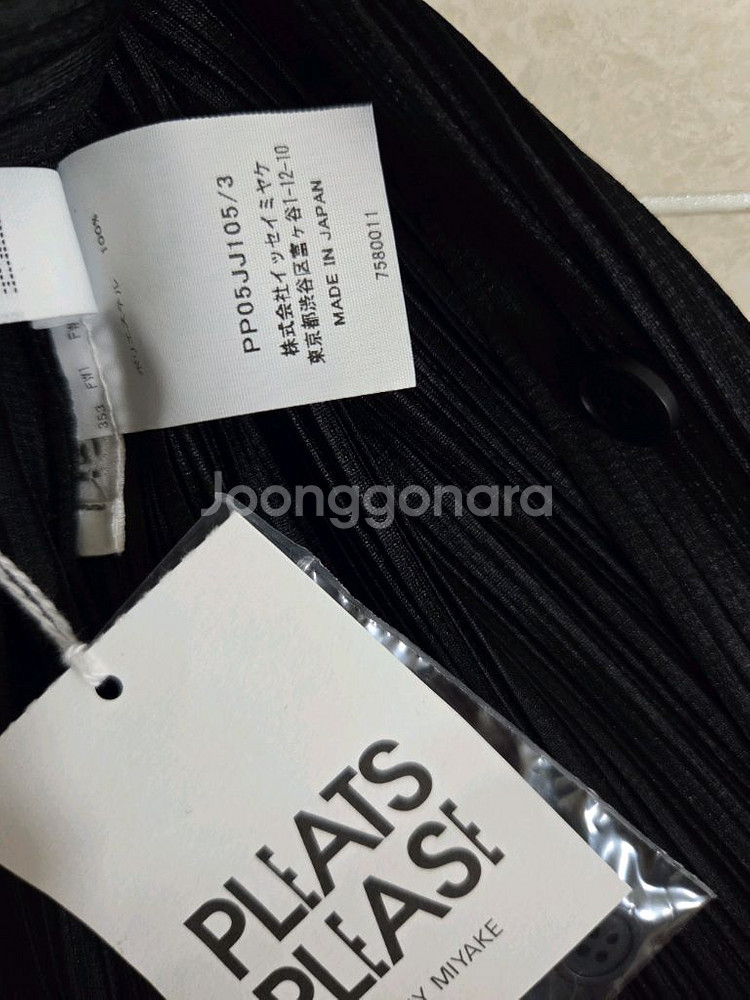 PP05JJ105/3
株式会社イッセイミヤケ
東京都渋谷区富ヶ谷1-12-10
MADE IN JAPAN
7580011
100%
353
Joonggonara
PLEATS
PLEASE
MIYAKE